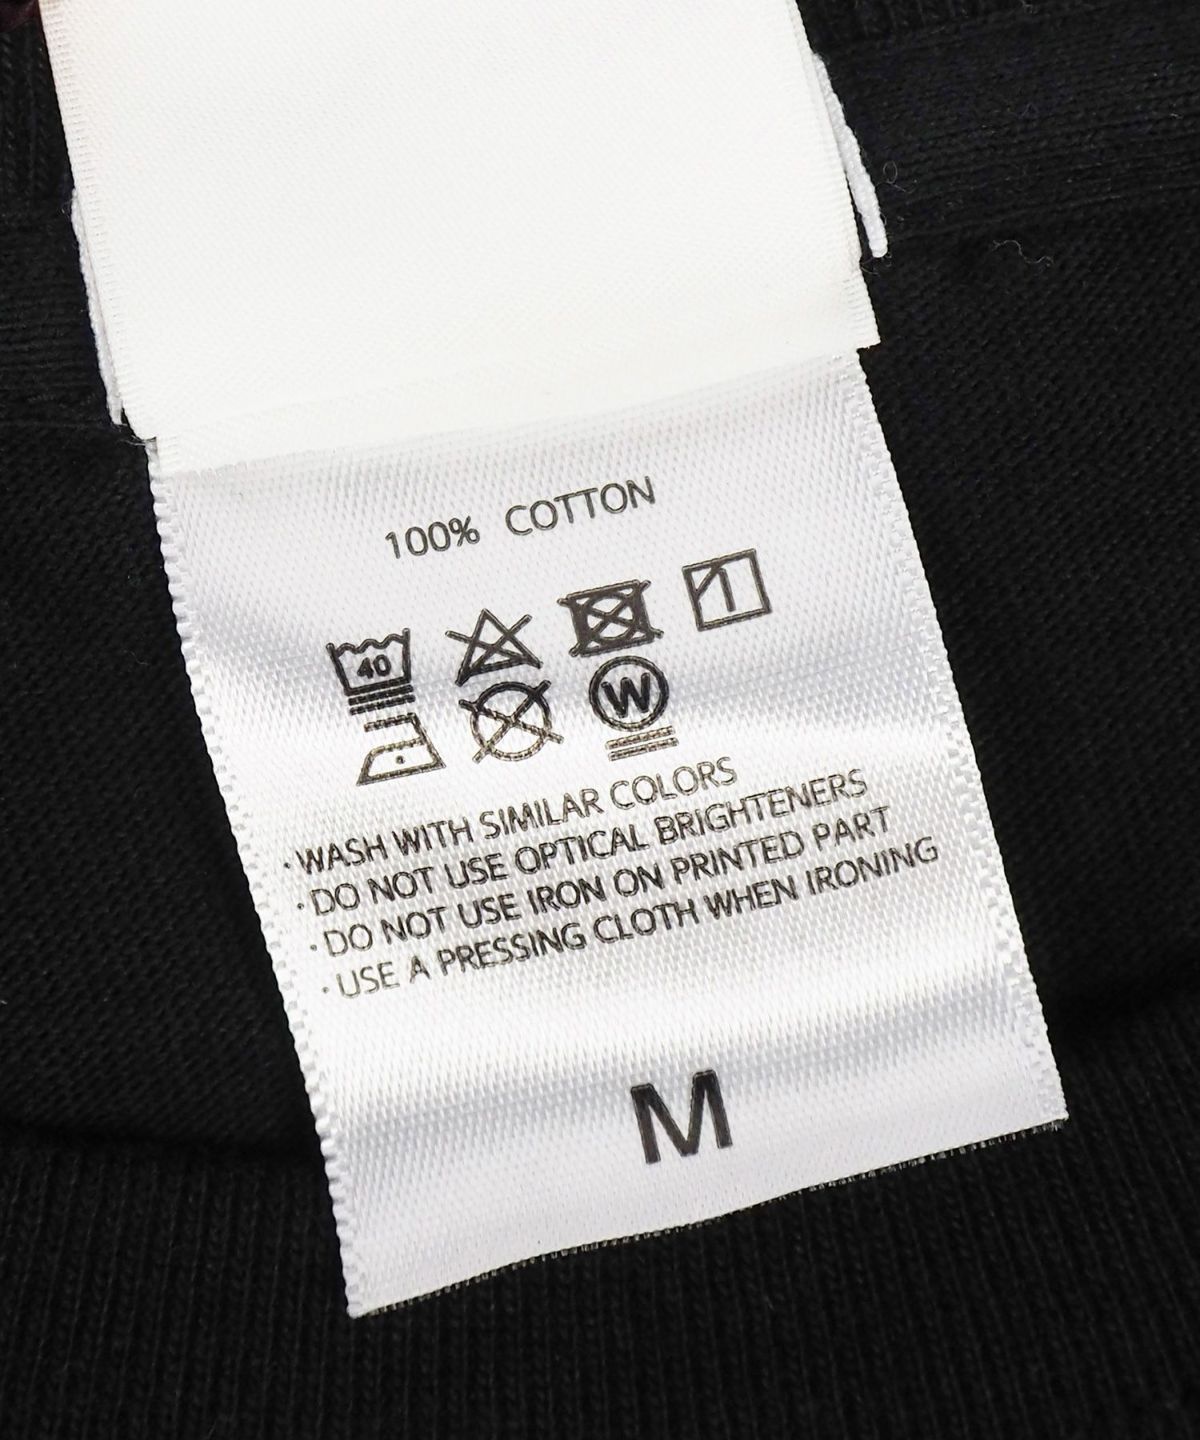 100% COTTON
40
W
· WASH WITH SIMILAR COLORS
· DO NOT USE OPTICAL BRIGHTENERS
· DO NOT USE IRON ON PRINTED PART
· USE A PRESSING CLOTH WHEN IRONING
M